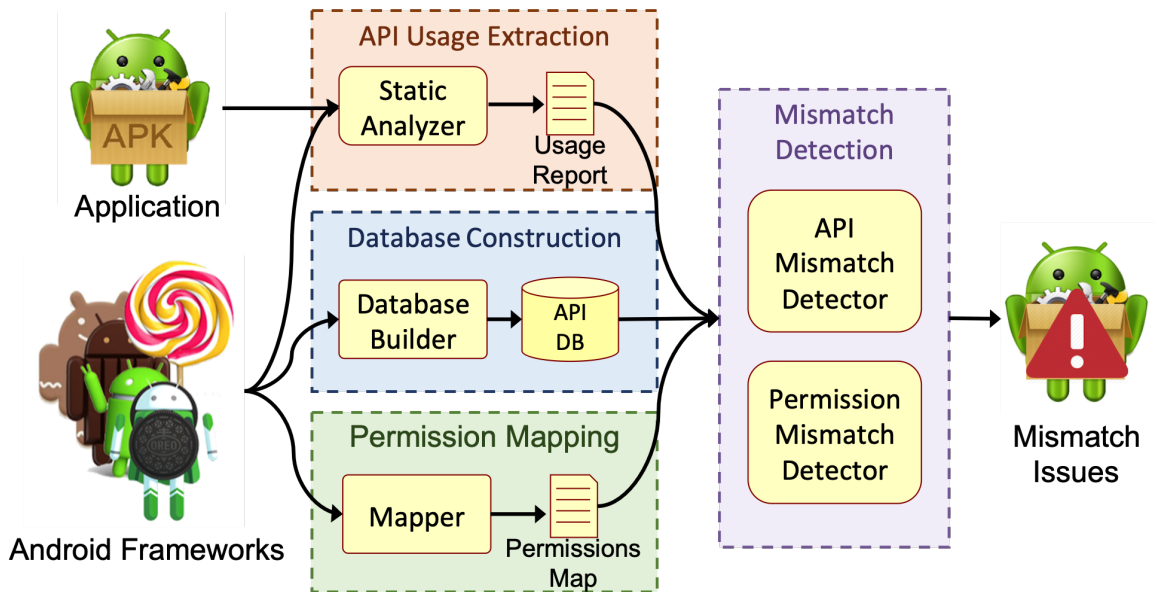 API Usage Extraction
Static
Analyzer
Usage
Report
APK
Application
Database Construction
Database
Builder
API
DB
Permission Mapping
Mapper
Permissions
Map
OREO
Android Frameworks
Mismatch
Detection
API
Mismatch
Detector
Permission
Mismatch
Detector
!
Mismatch
Issues